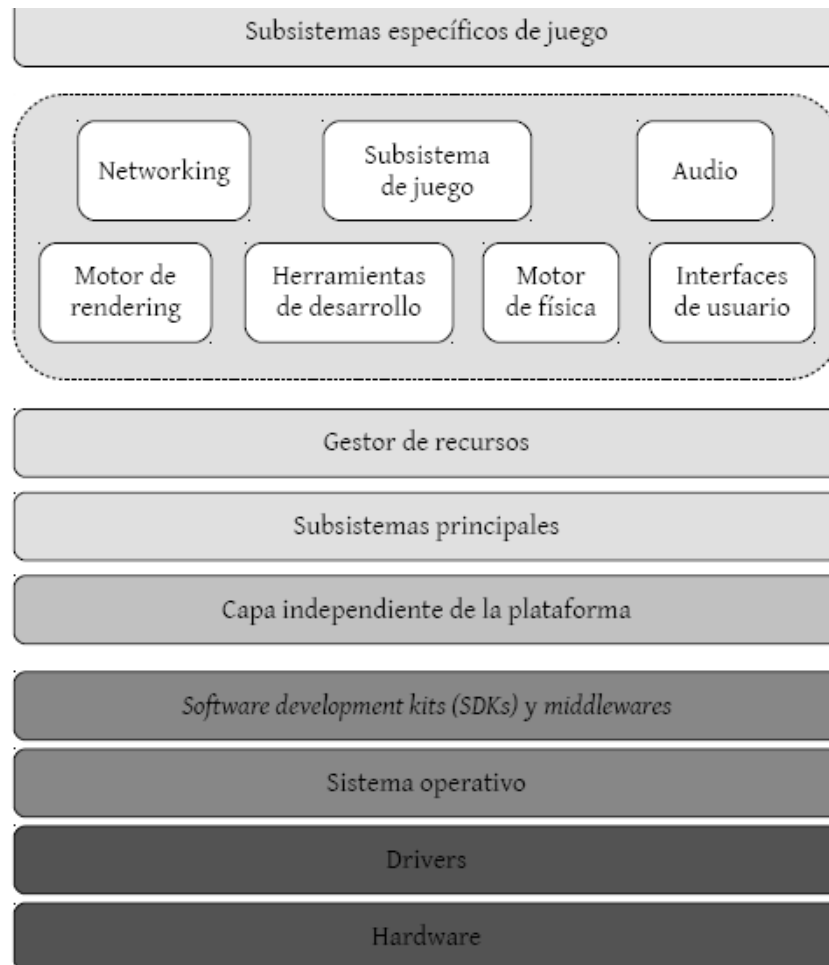 Subsistemas específicos de juego
Networking
Subsistema
de juego
Audio
Motor de
rendering
Herramientas
de desarrollo
Motor
de física
Interfaces
de usuario
Gestor de recursos
Subsistemas principales
Capa independiente de la plataforma
Software development kits (SDKs) y middlewares
Sistema operativo
Drivers
Hardware